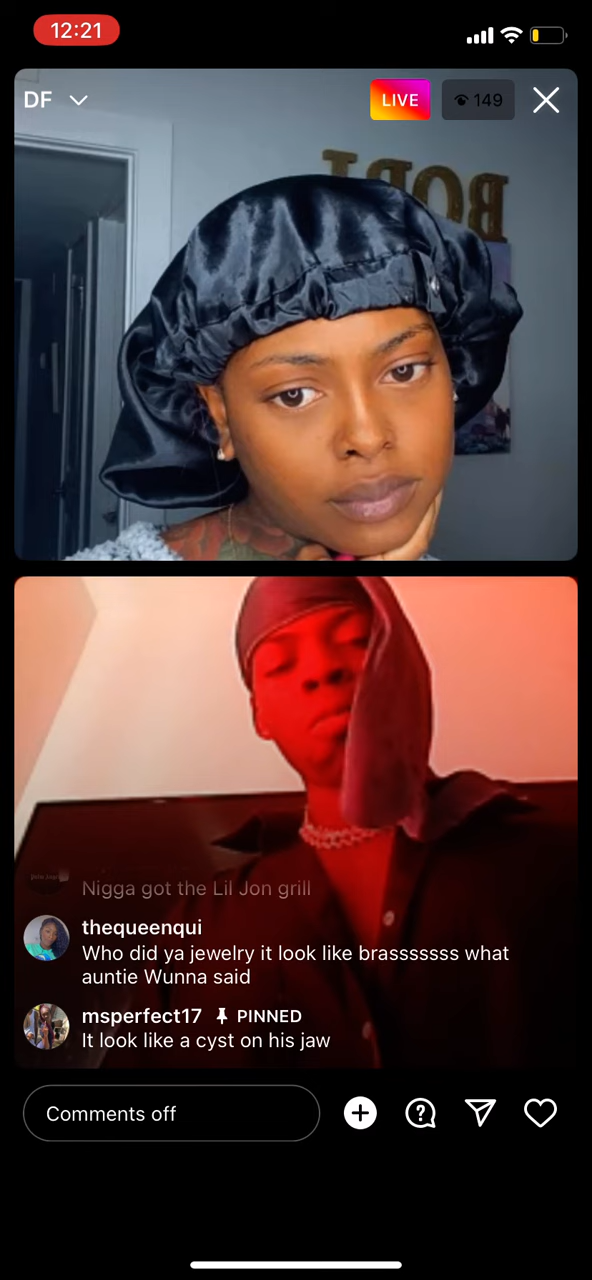 12:21
DF
LIVE
149
BORI
Nigga got the Lil Jon grill
thequeenqui
Who did ya jewelry it look like brasssssss what
auntie Wunna said
msperfect17 PINNED
It look like a cyst on his jaw
Comments off